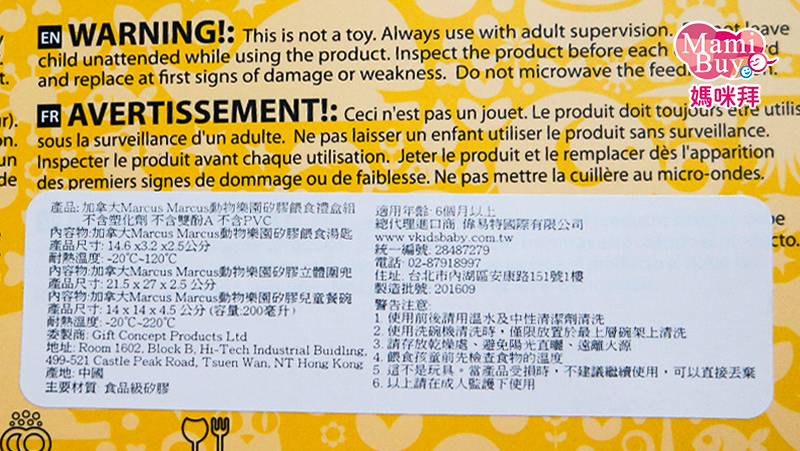 EN WARNING!: This is not a toy. Always use with adult supervision. leave
child unattended while using the product. Inspect the product before each
and replace at first signs of damage or weakness. Do not microwave the
Mami Buy
媽咪拜
FR AVERTISSEMENT!: Ceci n'est pas un jouet. Le produit doit toujours être utilis
sous la surveillance d'un adulte. Ne pas laisser un enfant utiliser le produit sans surveillance.
Inspecter le produit avant chaque utilisation. Jeter le produit et le remplacer dès l'apparition
des premiers signes de dommage ou de faiblesse. Ne pas mettre la cuillère au micro-ondes.
產品: 加拿大Marcus Marcus動物樂園矽膠餵食禮盒組
不含塑化劑 不含雙酚A 不含PVC
內容物:加拿大Marcus Marcus動物樂園矽膠餵食湯匙
產品尺寸: 14.6 x3.2 x2.5公分
耐熱溫度: -20˚C~120˚C
內容物:加拿大Marcus Marcus動物樂園矽膠立體圍兜
產品尺寸: 21.5 x 27 x 2.5 公分
內容物:加拿大Marcus Marcus動物樂園矽膠兒童餐碗
產品尺寸: 14 x 14 x 4.5 公分 (容量:200毫升)
耐熱溫度: -20˚C~220˚C
委製商: Gift Concept Products Ltd
地址: Room 1602, Block B, Hi-Tech Industrial Buidlng,
499-521 Castle Peak Road, Tsuen Wan, NT Hong Kong
產地: 中國
主要材質: 食品級矽膠
適用年齡: 6個月以上
總代理進口商: 偉易特國際有限公司
www.vkidsbaby.com.tw
統一編號: 28487279
電話: 02-87918997
住址: 台北市內湖區安康路151號1樓
製造批號: 201609
警告注意:
1. 使用前後請用溫水及中性清潔劑清洗
2. 使用洗碗機清洗時，僅限放置於最上層碗架上清洗
3. 請存放乾燥處、避免陽光直曬、遠離火源
4. 餵食孩童前先檢查食物的溫度
5. 這不是玩具。當產品受損時，不建議繼續使用，可以直接丟棄
6. 以上請在成人監護下使用